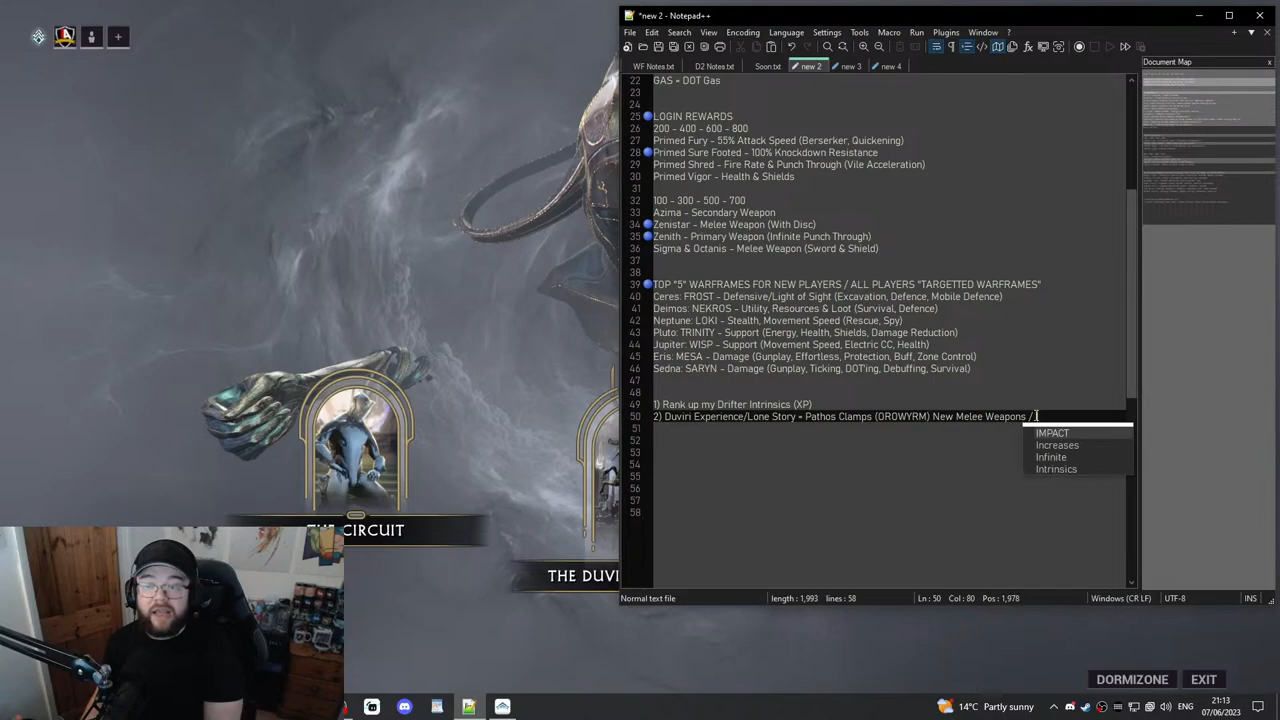 *new 2 - Notepad++
File Edit Search View Encoding Language Settings Tools Macro Run Plugins Window ?
WF Notes.txt D2 Notes.txt Soon.txt new 2 new 3 new 4
Document Map
22 GAS = DOT Gas
23
24
25 LOGIN REWARDS
26 200 - 400 - 600 - 800
27 Primed Fury - 55% Attack Speed (Berserker, Quickening)
28 Primed Sure Footed - 100% Knockdown Resistance
29 Primed Shred - Fire Rate & Punch Through (Vile Acceleration)
30 Primed Vigor - Health & Shields
31
32 100 - 300 - 500 - 700
33 Azima - Secondary Weapon
34 Zenistar - Melee Weapon (With Disc)
35 Zenith - Primary Weapon (Infinite Punch Through)
36 Sigma & Octanis - Melee Weapon (Sword & Shield)
37
38
39 TOP "5" WARFRAMES FOR NEW PLAYERS / ALL PLAYERS "TARGETTED WARFRAMES"
40 Ceres: FROST - Defensive/Light of Sight (Excavation, Defence, Mobile Defence)
41 Deimos: NEKROS - Utility, Resources & Loot (Survival, Defence)
42 Neptune: LOKI - Stealth, Movement Speed (Rescue, Spy)
43 Pluto: TRINITY - Support (Energy, Health, Shields, Damage Reduction)
44 Jupiter: WISP - Support (Movement Speed, Electric CC, Health)
45 Eris: MESA - Damage (Gunplay, Effortless, Protection, Buff, Zone Control)
46 Sedna: SARYN - Damage (Gunplay, Ticking, DOT'ing, Debuffing, Survival)
47
48
49 1) Rank up my Drifter Intrinsics (XP)
50 2) Duviri Experience/Lone Story = Pathos Clamps (OROWYRM) New Melee Weapons /
51
52
53
54
55
56
57
58
IMPACT
Increases
Infinite
Intrinsics
CIRCUIT
THE DUVI
Normal text file length : 1,993 lines : 58 Ln : 50 Col : 80 Pos : 1,978 Windows (CR LF) UTF-8 INS
DORMIZONE EXIT
14°C Partly sunny
21:13
07/06/2023